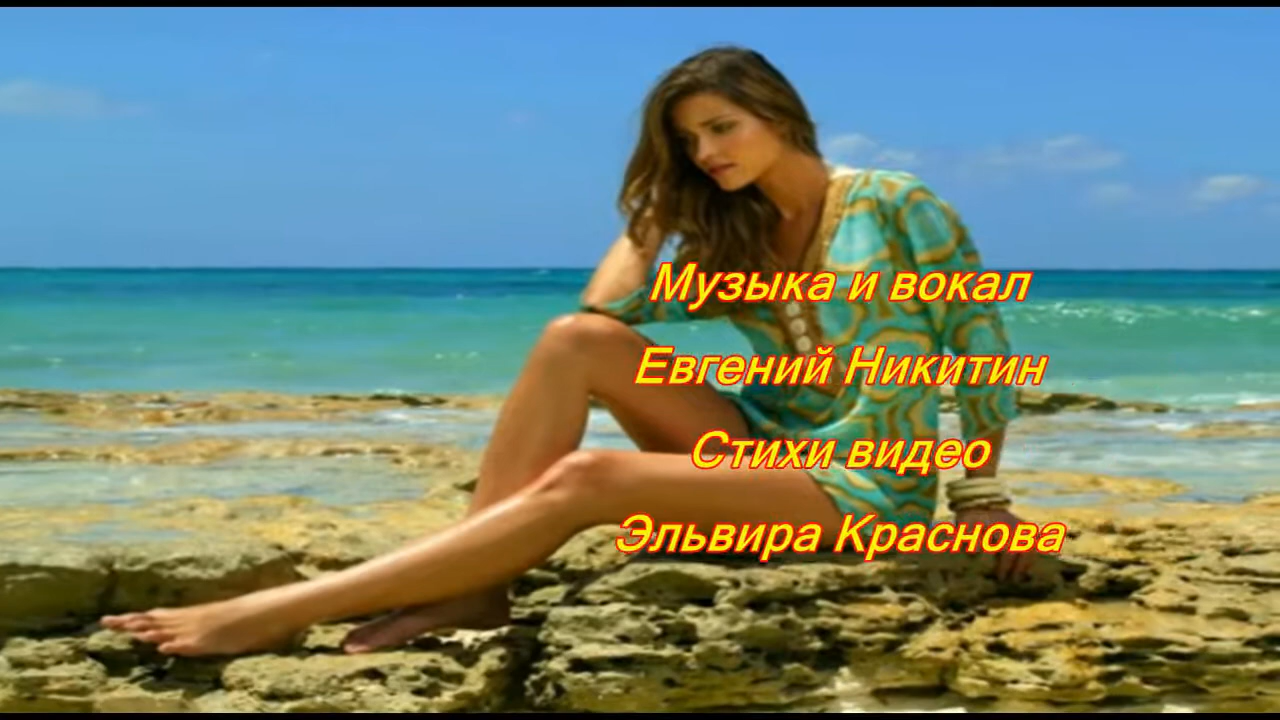 Музыка и вокал
Евгений Никитин
Стихи видео
Эльвира Краснова